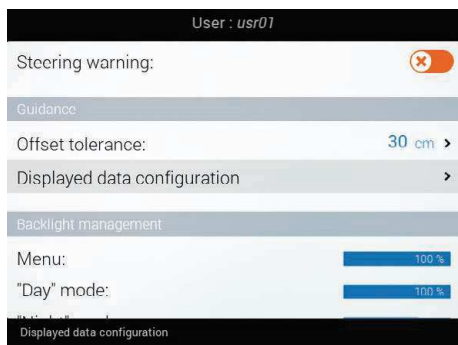 User : usr01
Steering warning:
Guidance
Offset tolerance: 30 cm >
Displayed data configuration >
Backlight management
Menu: 100 %
"Day" mode: 100 %
Displayed data configuration